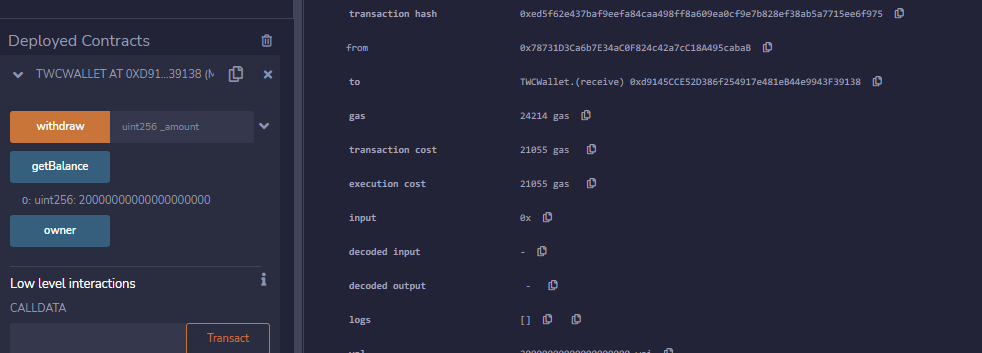 Deployed Contracts
TWCWALLET AT 0XD91...39138 (M
withdraw
uint256 _amount
getBalance
0: uint256: 20000000000000000000
owner
Low level interactions
CALLDATA
Transact
transaction hash 0xed5f62e437baf9eefa84caa498ff8a609ea0cf9e7b828ef38ab5a7715ee6f975
from 0x78731D3Ca6b7E34aC0F824c42a7cC18A495cabaB
to TWCWallet.(receive) 0xd9145CCE52D386f254917e481eB44e9943F39138
gas 24214 gas
transaction cost 21055 gas
execution cost 21055 gas
input 0x
decoded input -
decoded output -
logs []
val